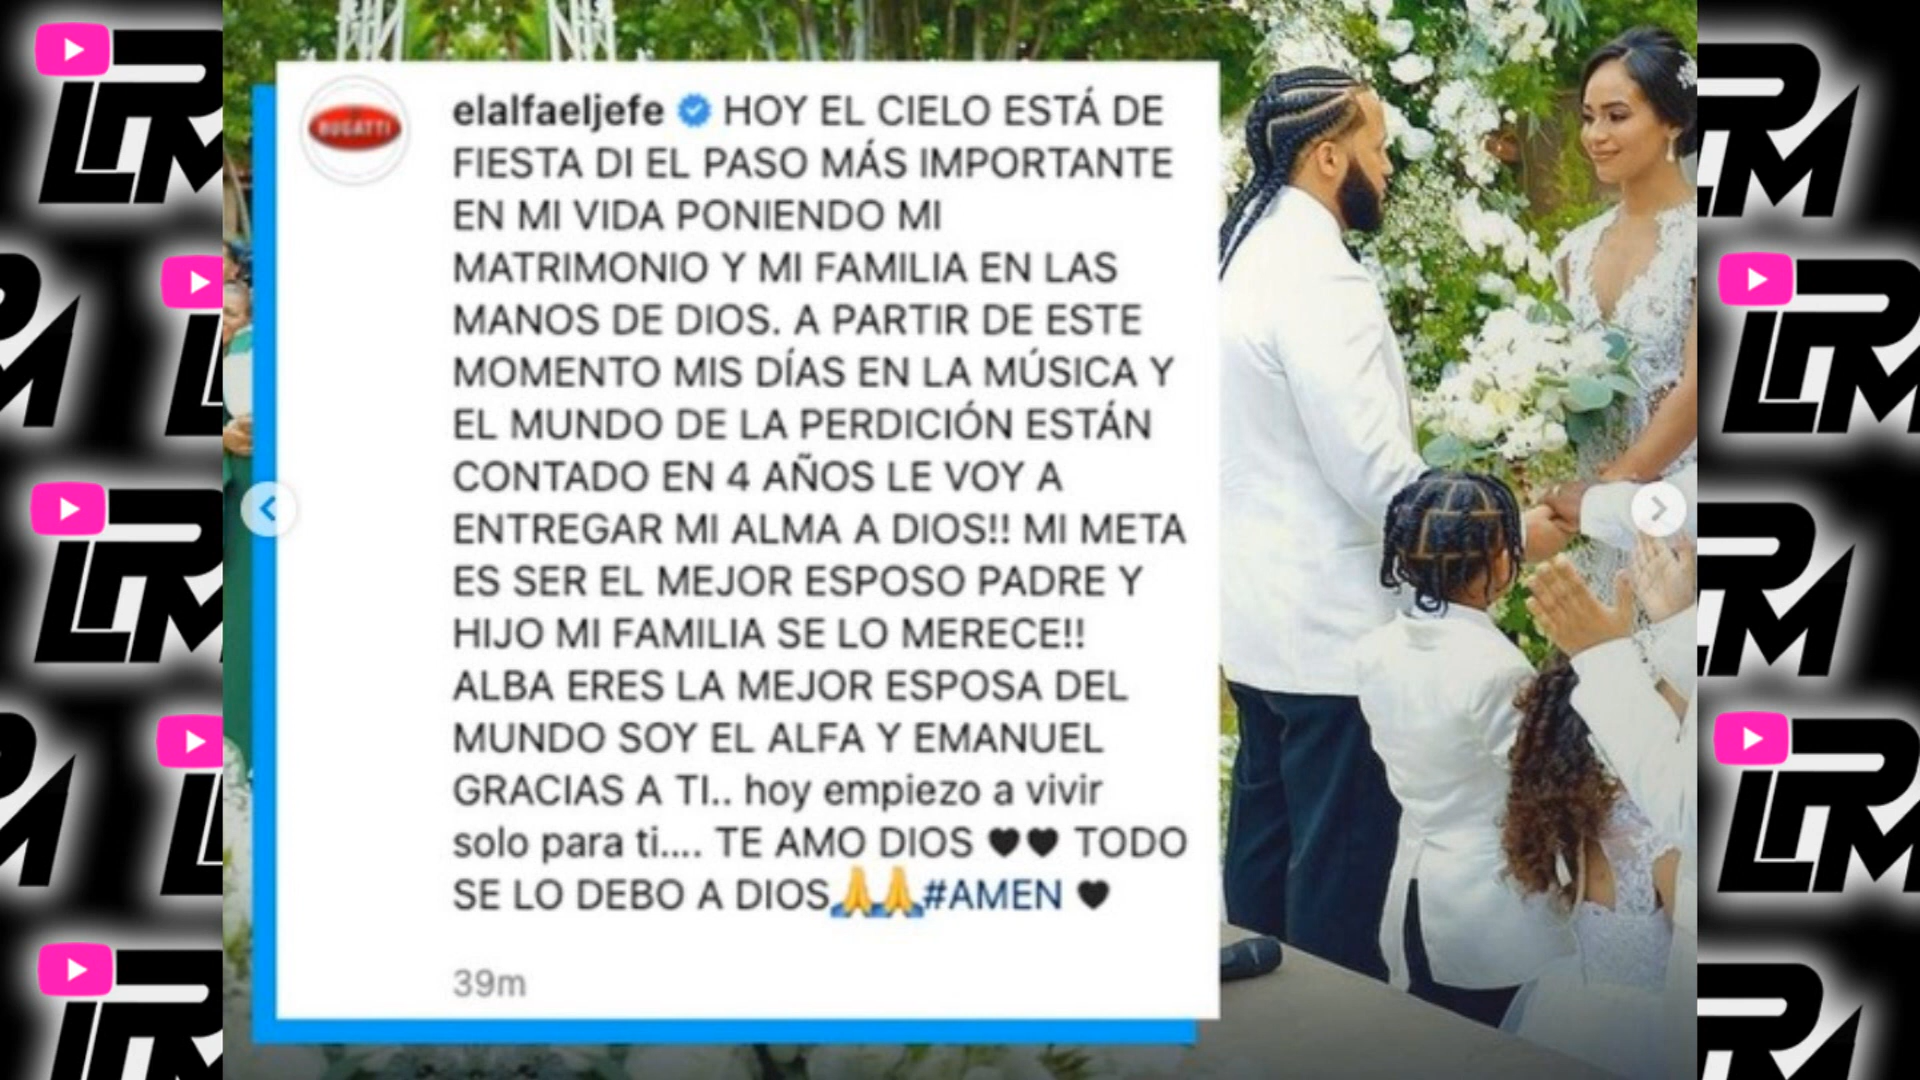 BUGATTI
elalfaeljefe HOY EL CIELO ESTÁ DE
FIESTA DI EL PASO MÁS IMPORTANTE
EN MI VIDA PONIENDO MI
MATRIMONIO Y MI FAMILIA EN LAS
MANOS DE DIOS. A PARTIR DE ESTE
MOMENTO MIS DÍAS EN LA MÚSICA Y
EL MUNDO DE LA PERDICIÓN ESTÁN
CONTADO EN 4 AÑOS LE VOY A
ENTREGAR MI ALMA A DIOS!! MI META
ES SER EL MEJOR ESPOSO PADRE Y
HIJO MI FAMILIA SE LO MERECE!!
ALBA ERES LA MEJOR ESPOSA DEL
MUNDO SOY EL ALFA Y EMANUEL
GRACIAS A TI.. hoy empiezo a vivir
solo para ti.... TE AMO DIOS 🖤🖤 TODO
SE LO DEBO A DIOS🙏🙏#AMEN 🖤
39m